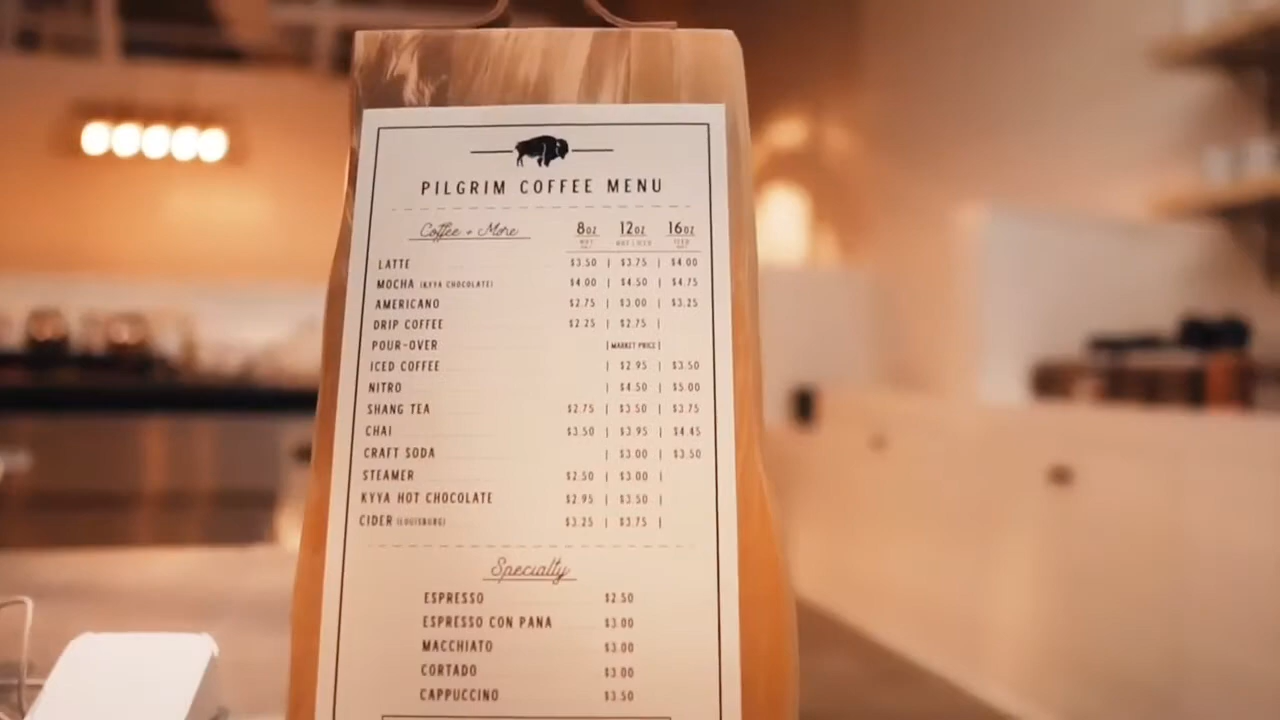 PILGRIM COFFEE MENU
Coffee + More 8oz 12oz 16oz
LATTE $3.50 | $3.75 | $4.00
MOCHA (KYYA CHOCOLATE) $4.00 | $4.50 | $4.75
AMERICANO $2.75 | $3.00 | $3.25
DRIP COFFEE $2.25 | $2.75 |
POUR-OVER | MARKET PRICE |
ICED COFFEE | $2.95 | $3.50
NITRO | $4.50 | $5.00
SHANG TEA $2.75 | $3.50 | $3.75
CHAI $3.50 | $3.95 | $4.45
CRAFT SODA | $3.00 | $3.50
STEAMER $2.50 | $3.00 |
KYYA HOT CHOCOLATE $2.95 | $3.50 |
CIDER (LOUISBURG) $3.25 | $3.75 |
Specialty
ESPRESSO $2.50
ESPRESSO CON PANA $3.00
MACCHIATO $3.00
CORTADO $3.00
CAPPUCCINO $3.50